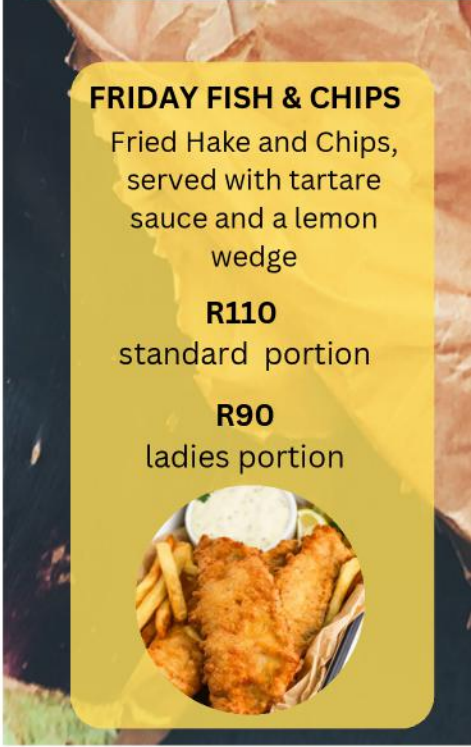 FRIDAY FISH & CHIPS
Fried Hake and Chips,
served with tartare
sauce and a lemon
wedge
R110
standard portion
R90
ladies portion